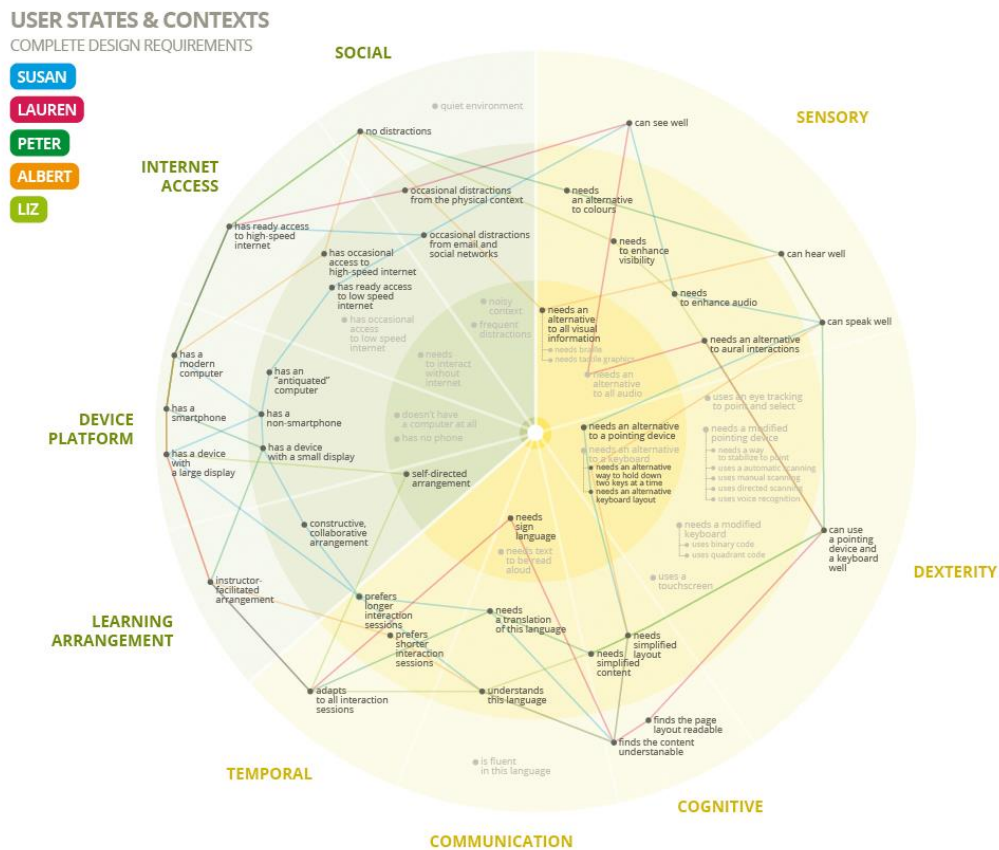 USER STATES & CONTEXTS
COMPLETE DESIGN REQUIREMENTS
SUSAN
LAUREN
PETER
ALBERT
LIZ
SOCIAL
quiet environment
no distractions
occasional distractions
from the physical context
occasional distractions
from email and
social networks
noisy
context
frequent
distractions
INTERNET
ACCESS
has ready access
to high-speed
internet
has occasional
access to
high-speed internet
has ready access
to low speed
internet
has occasional
access
to low speed
internet
needs
to interact
without
internet
DEVICE
PLATFORM
has a
modern
computer
has an
"antiquated"
computer
has a
smartphone
has a
non-smartphone
has a device
with
a large display
has a device
with a small display
doesn't have
a computer at all
has no phone
LEARNING
ARRANGEMENT
self-directed
arrangement
constructive,
collaborative
arrangement
instructor-
facilitated
arrangement
SENSORY
can see well
needs
an alternative
to colours
needs
to enhance
visibility
can hear well
needs
to enhance audio
needs an
alternative
to all visual
information
needs braille
needs tactile graphics
needs an
alternative
to all audio
can speak well
needs an alternative
to aural interactions
DEXTERITY
uses an eye tracking
to point and select
needs an alternative
to a pointing device
needs an alternative
to a keyboard
needs an alternative
way to hold down
two keys at a time
needs an alternative
keyboard layout
needs a modified
pointing device
needs a way
to stabilize to point
uses a automatic scanning
uses manual scanning
uses directed scanning
uses voice recognition
needs a modified
keyboard
uses binary code
uses quadrant code
uses a
touchscreen
can use
a pointing
device and
a keyboard
well
COGNITIVE
needs
simplified
layout
needs
simplified
content
finds the page
layout readable
finds the content
understanable
COMMUNICATION
needs
sign
language
needs text
to be read
aloud
needs
a translation
of this language
understands
this language
is fluent
in this language
TEMPORAL
prefers
longer
interaction
sessions
prefers
shorter
interaction
sessions
adapts
to all interaction
sessions